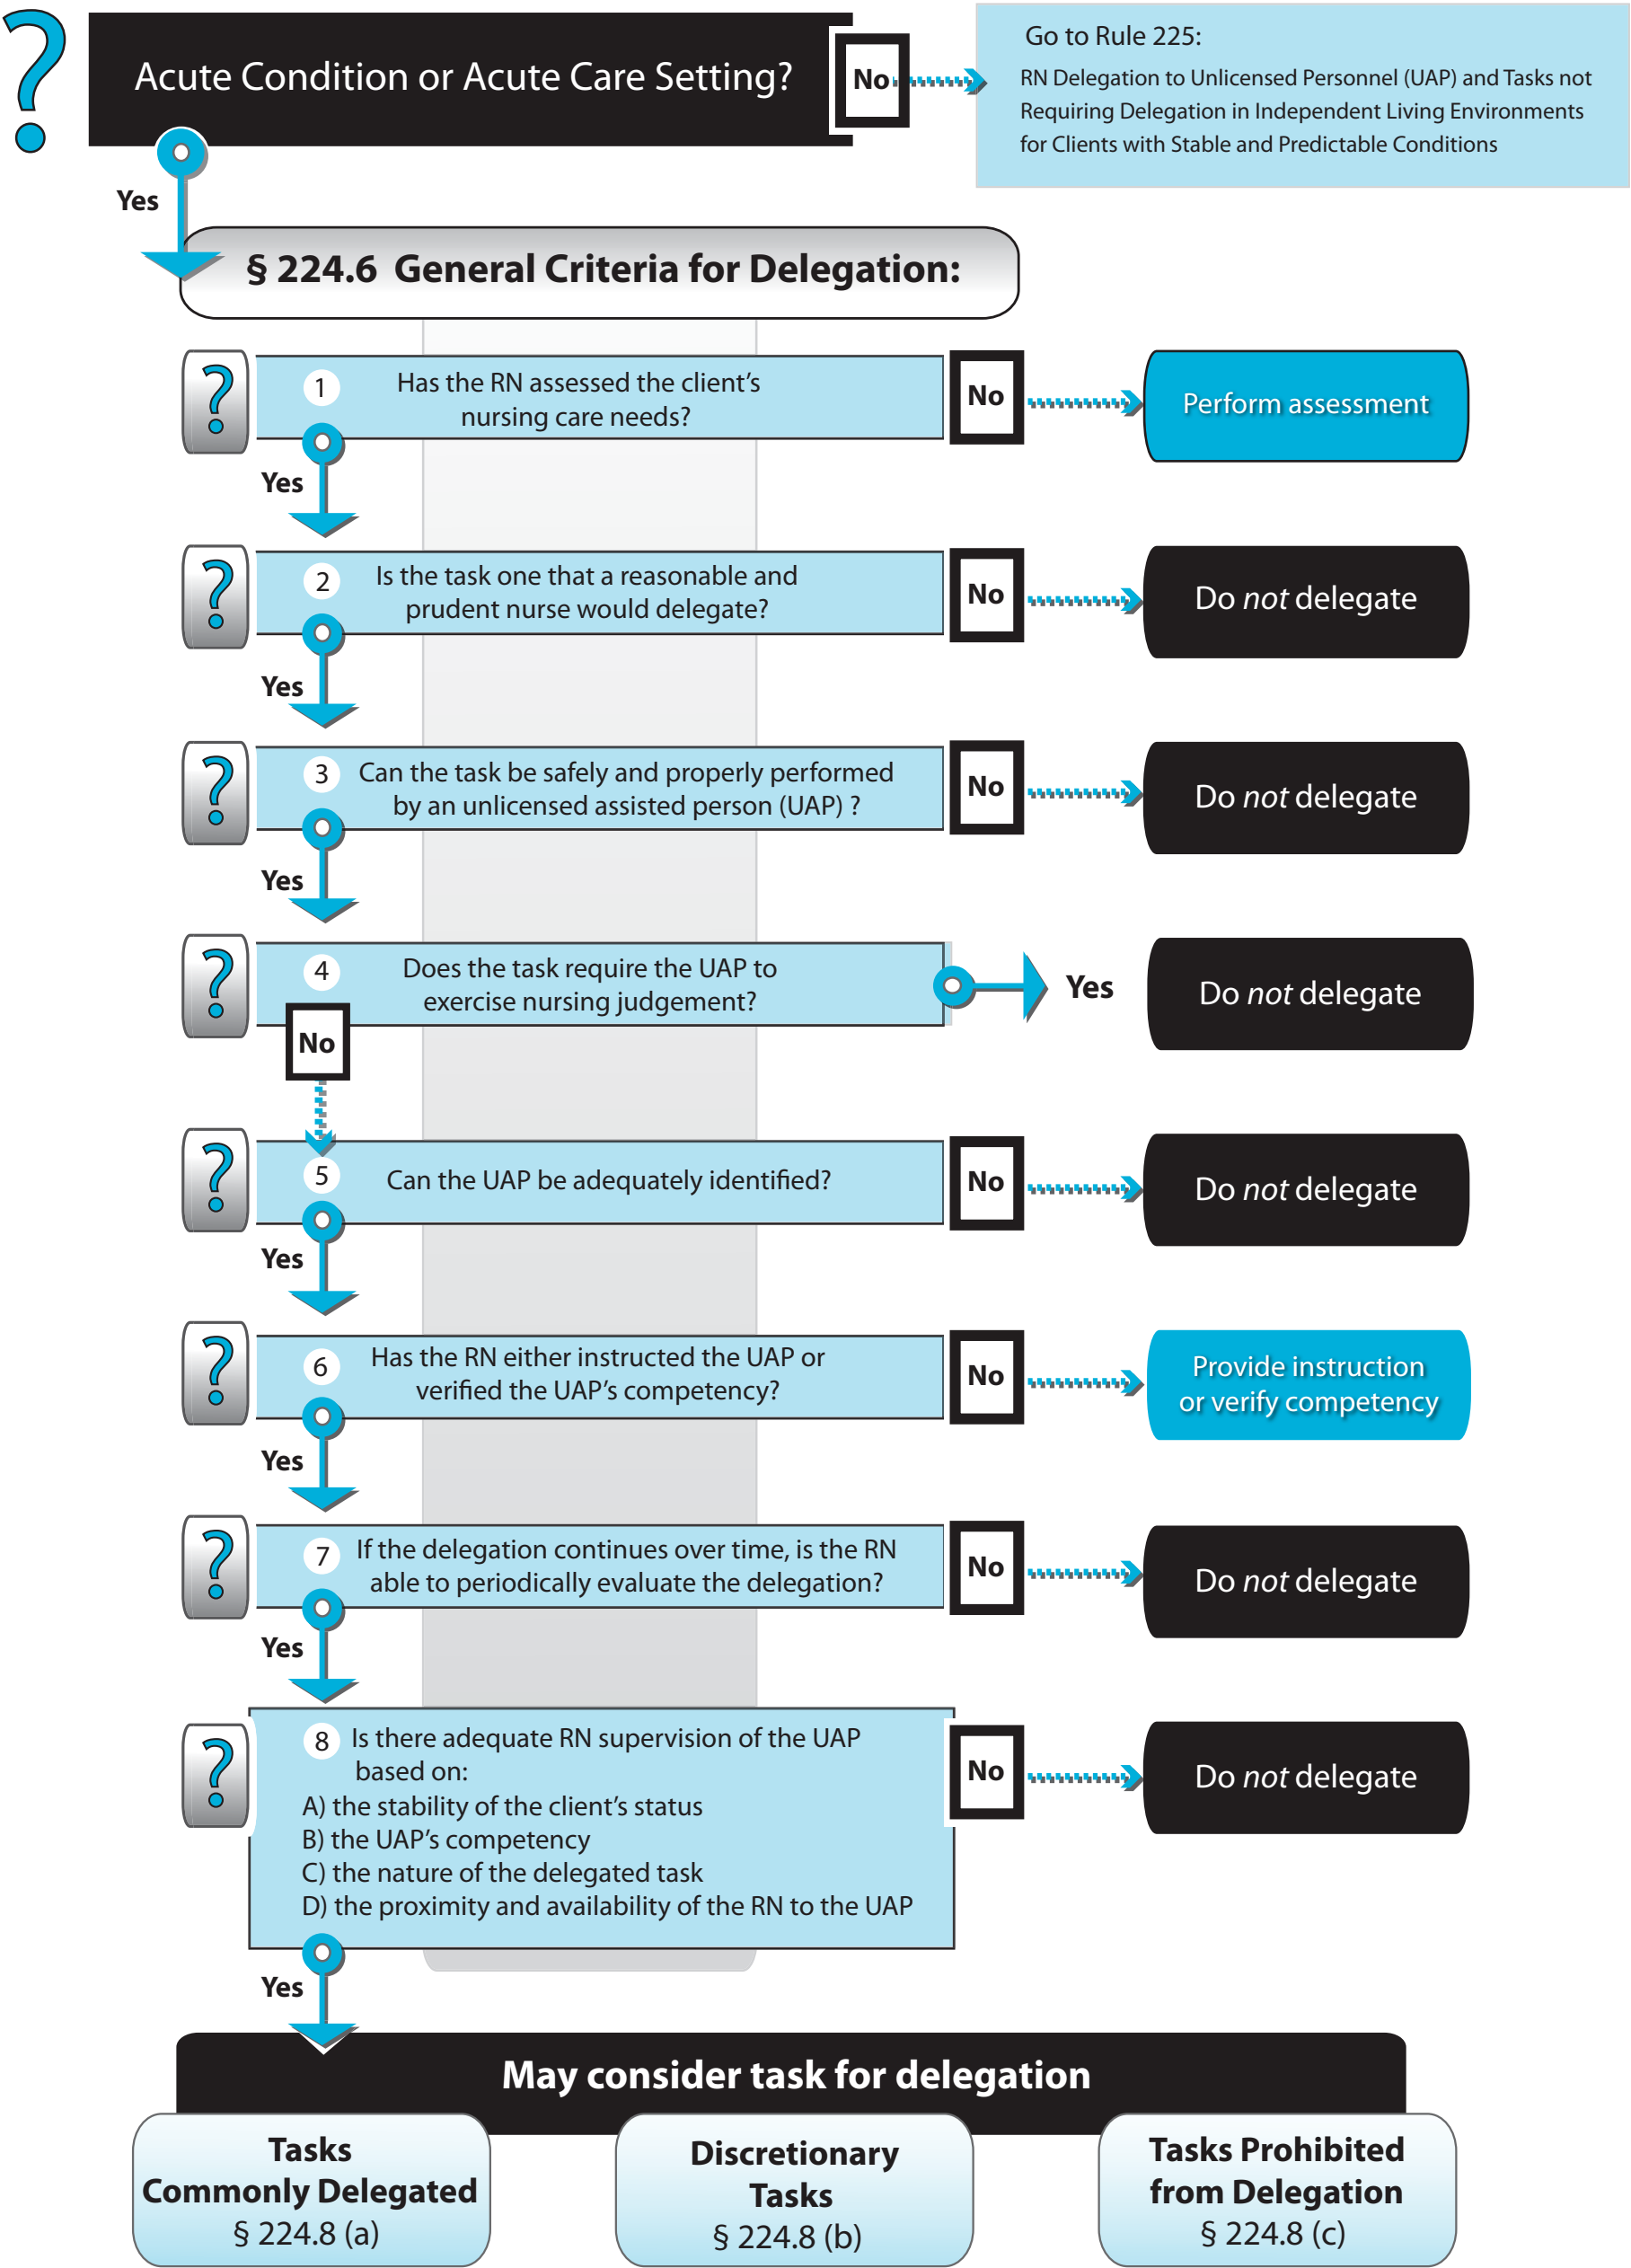 ?
Acute Condition or Acute Care Setting?
No
Go to Rule 225:
RN Delegation to Unlicensed Personnel (UAP) and Tasks not
Requiring Delegation in Independent Living Environments
for Clients with Stable and Predictable Conditions
Yes
§ 224.6 General Criteria for Delegation:
?
1
Has the RN assessed the client’s
nursing care needs?
No
Perform assessment
Yes
?
2
Is the task one that a reasonable and
prudent nurse would delegate?
No
Do not delegate
Yes
?
3
Can the task be safely and properly performed
by an unlicensed assisted person (UAP) ?
No
Do not delegate
Yes
?
4
Does the task require the UAP to
exercise nursing judgement?
Yes
Do not delegate
No
?
5
Can the UAP be adequately identified?
No
Do not delegate
Yes
?
6
Has the RN either instructed the UAP or
verified the UAP’s competency?
No
Provide instruction
or verify competency
Yes
?
7
If the delegation continues over time, is the RN
able to periodically evaluate the delegation?
No
Do not delegate
Yes
?
8
Is there adequate RN supervision of the UAP
based on:
A) the stability of the client’s status
B) the UAP’s competency
C) the nature of the delegated task
D) the proximity and availability of the RN to the UAP
No
Do not delegate
Yes
May consider task for delegation
Tasks
Commonly Delegated
§ 224.8 (a)
Discretionary
Tasks
§ 224.8 (b)
Tasks Prohibited
from Delegation
§ 224.8 (c)